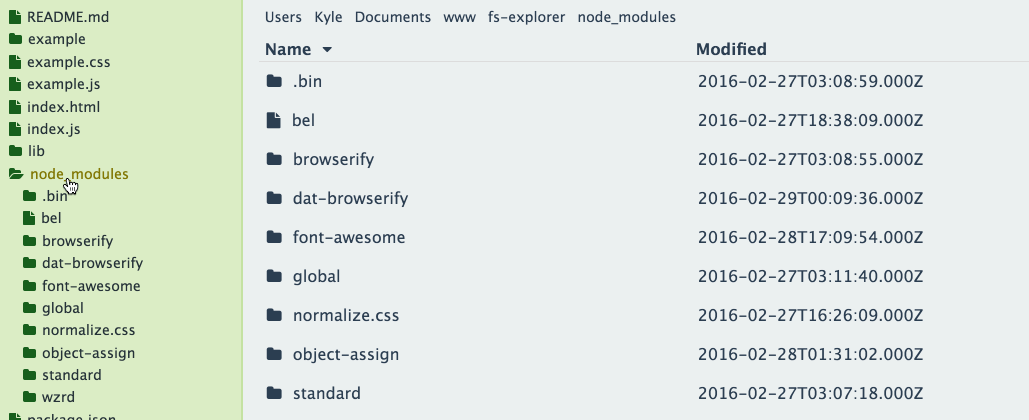 README.md
example
example.css
example.js
index.html
index.js
lib
node_modules
.bin
bel
browserify
dat-browserify
font-awesome
global
normalize.css
object-assign
standard
wzrd
package.json
Users Kyle Documents www fs-explorer node_modules
Name Modified
.bin 2016-02-27T03:08:59.000Z
bel 2016-02-27T18:38:09.000Z
browserify 2016-02-27T03:08:55.000Z
dat-browserify 2016-02-29T00:09:36.000Z
font-awesome 2016-02-28T17:09:54.000Z
global 2016-02-27T03:11:40.000Z
normalize.css 2016-02-27T16:26:09.000Z
object-assign 2016-02-28T01:31:02.000Z
standard 2016-02-27T03:07:18.000Z